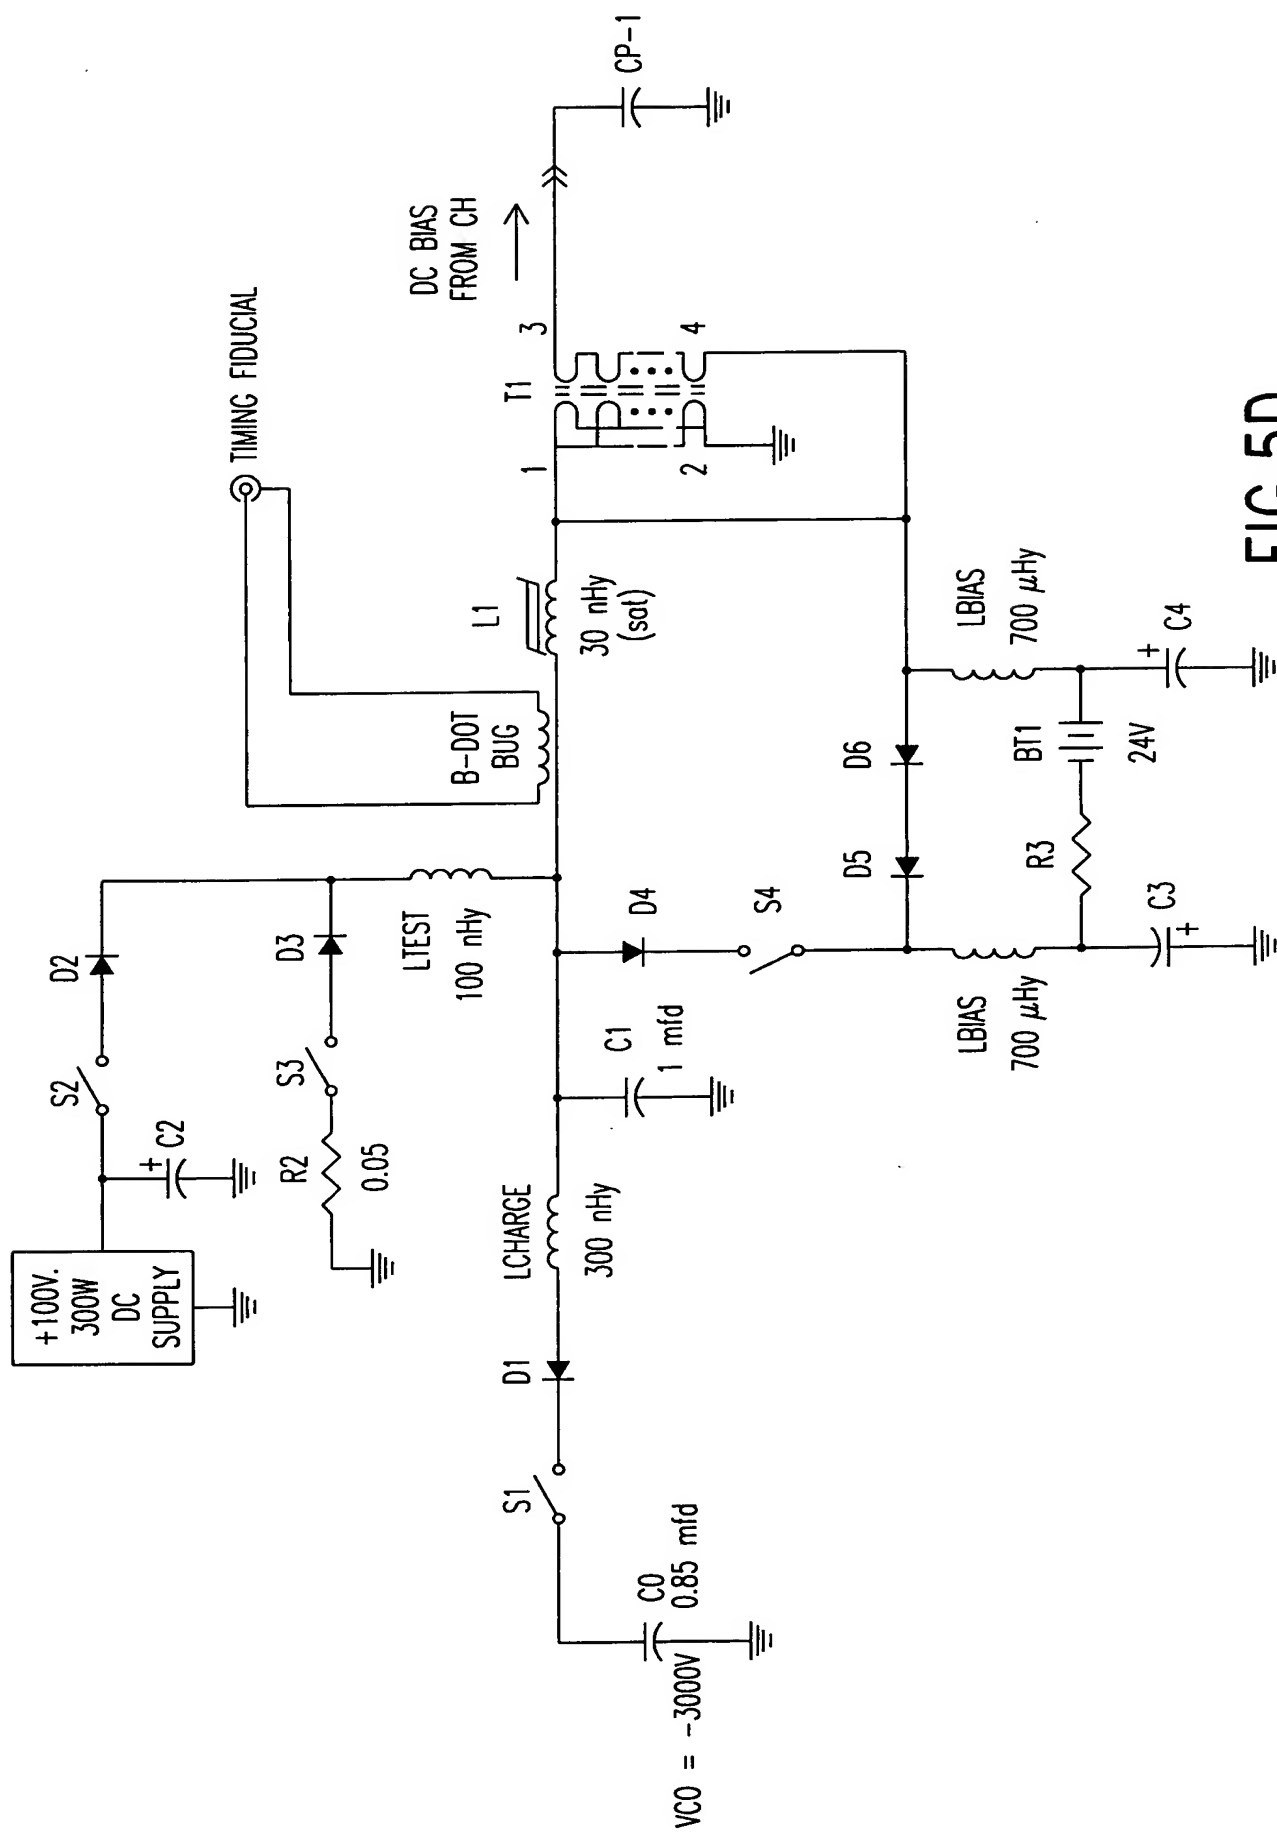 CP-1
TIMING FIDUCIAL
DC BIAS
FROM CH
3
T1
4
1
2
L1
30 nHy
(sat)
B-DOT
BUG
+100V.
300W
DC
SUPPLY
S2
D2
+
C2
S3
D3
R2
0.05
LTEST
100 nHy
LCHARGE
300 nHy
C1
1 mfd
D4
S4
D5
D6
S1
D1
C0
0.85 mfd
VC0 = -3000V
LBIAS
700 µHy
R3
BT1
24V
C3
+
LBIAS
700 µHy
+
C4